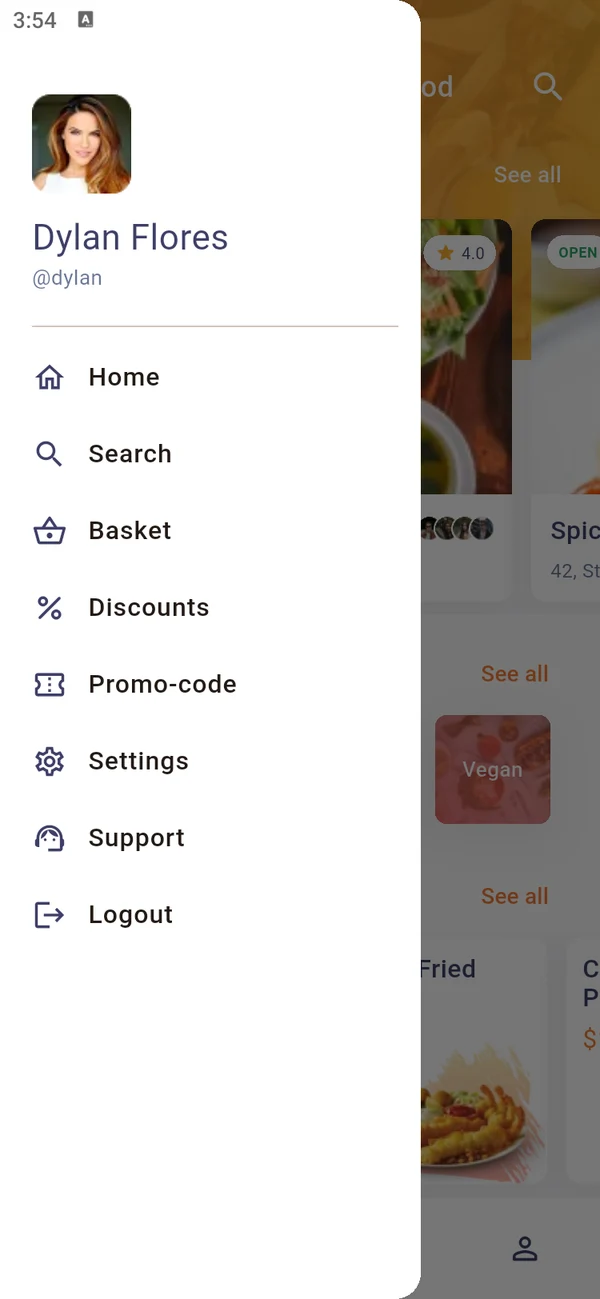 3:54
Dylan Flores
@dylan
Home
Search
Basket
Discounts
Promo-code
Settings
Support
Logout
od
See all
4.0
OPEN
Spic
42, St
See all
Vegan
See all
Fried
C
P
$